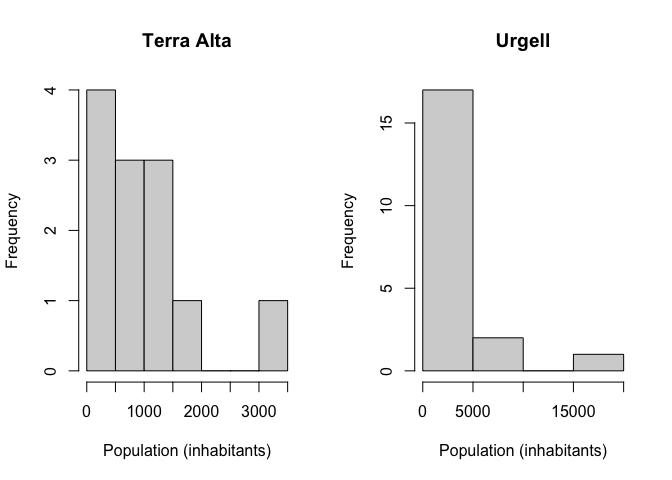 Terra Alta
Frequency
4
3
2
1
0
0 1000 2000 3000
Population (inhabitants)
Urgell
Frequency
15
10
5
0
0 5000 15000
Population (inhabitants)